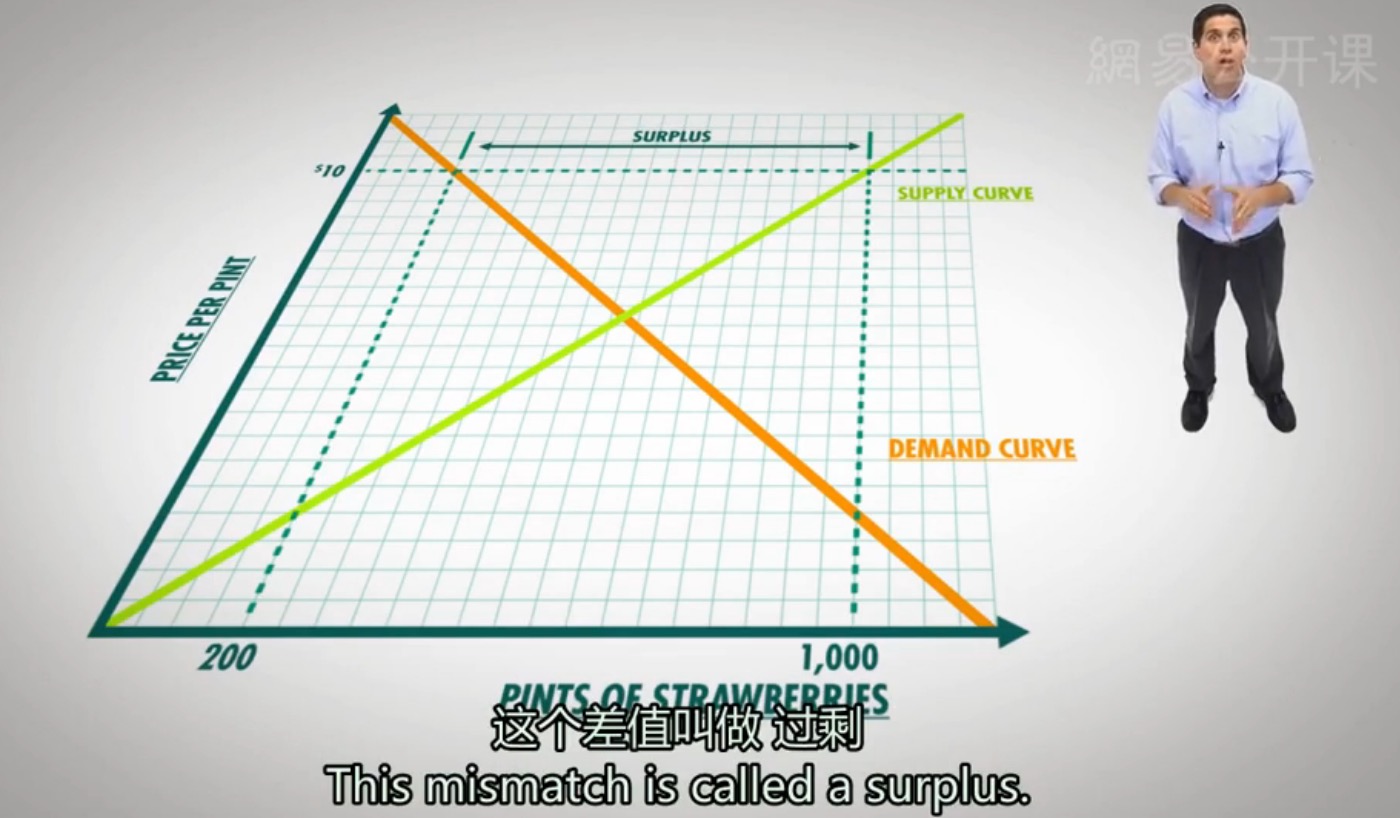 網易公开课
SURPLUS
$10
SUPPLY CURVE
PRICE PER PINT
DEMAND CURVE
200
1,000
PINTS OF STRAWBERRIES
这个差值叫做 过剩
This mismatch is called a surplus.